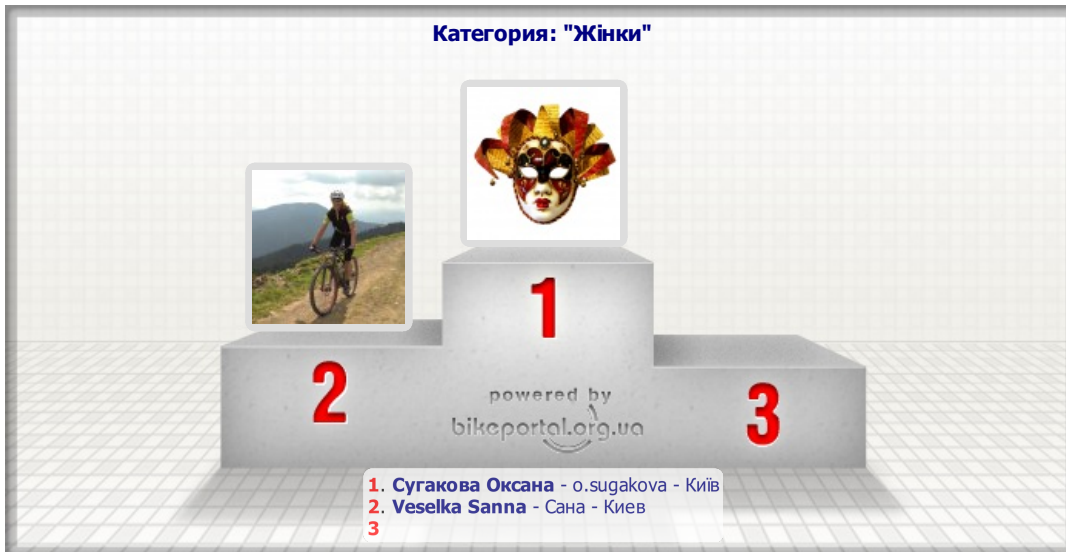 Категория: "Жінки"
1
2
3
powered by
bikeportal.org.ua
1. Сугакова Оксана - o.sugakova - Київ
2. Veselka Sanna - Сана - Киев
3